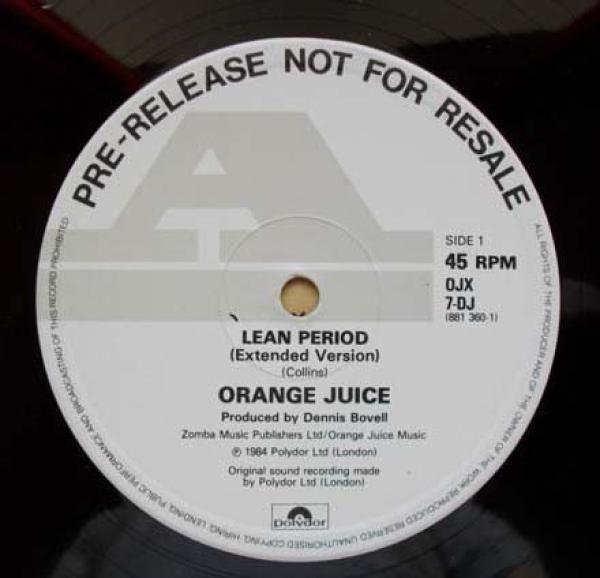 PRE-RELEASE NOT FOR RESALE
A
SIDE 1
45 RPM
OJX
7-DJ
(881 360-1)
LEAN PERIOD
(Extended Version)
(Collins)
ORANGE JUICE
Produced by Dennis Bovell
Zomba Music Publishers Ltd/Orange Juice Music
℗ 1984 Polydor Ltd (London)
Original sound recording made
by Polydor Ltd (London)
polydor
ALL RIGHTS OF THE PRODUCER AND OF THE OWNER OF THE WORK REPRODUCED RESERVED UNAUTHORISED COPYING, HIRING, LENDING, PUBLIC PERFORMANCE AND BROADCASTING OF THIS RECORD PROHIBITED